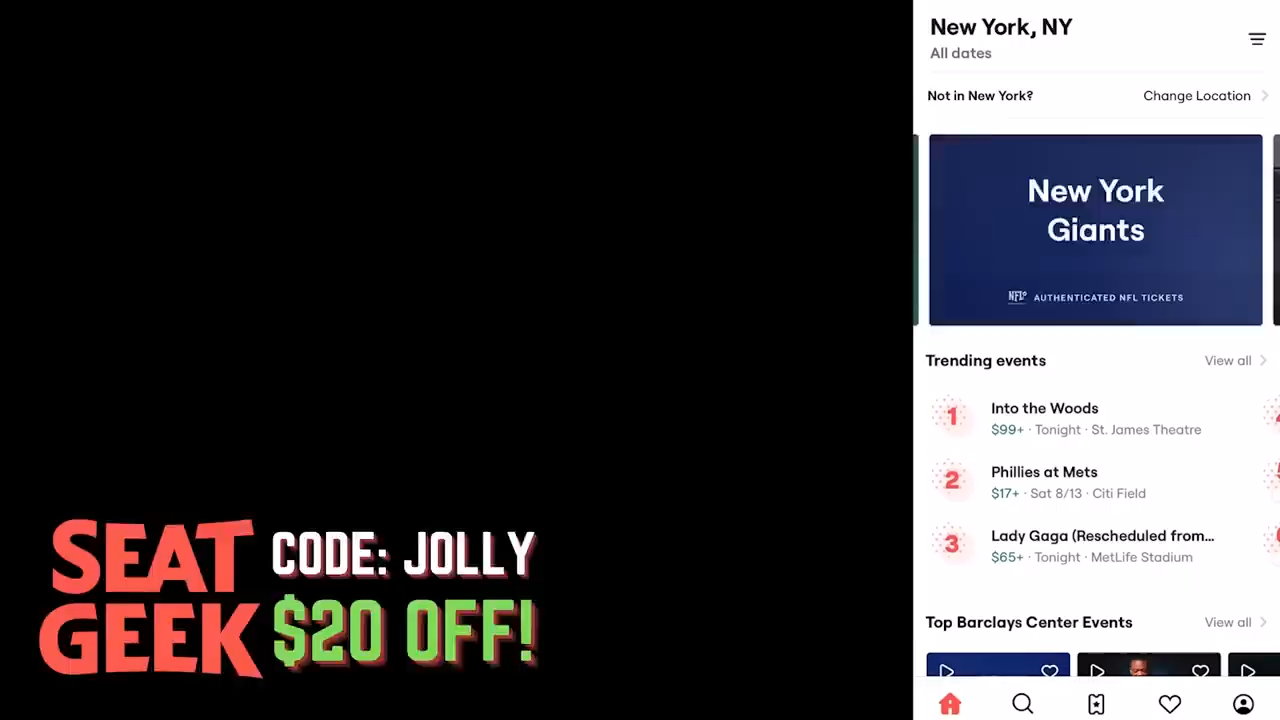 New York, NY
All dates
Not in New York?
Change Location
New York
Giants
NFL AUTHENTICATED NFL TICKETS
Trending events
View all
1
Into the Woods
$99+ · Tonight · St. James Theatre
2
Phillies at Mets
$17+ · Sat 8/13 · Citi Field
3
Lady Gaga (Rescheduled from...
$65+ · Tonight · MetLife Stadium
Top Barclays Center Events
View all
SEAT
GEEK
CODE: JOLLY
$20 OFF!